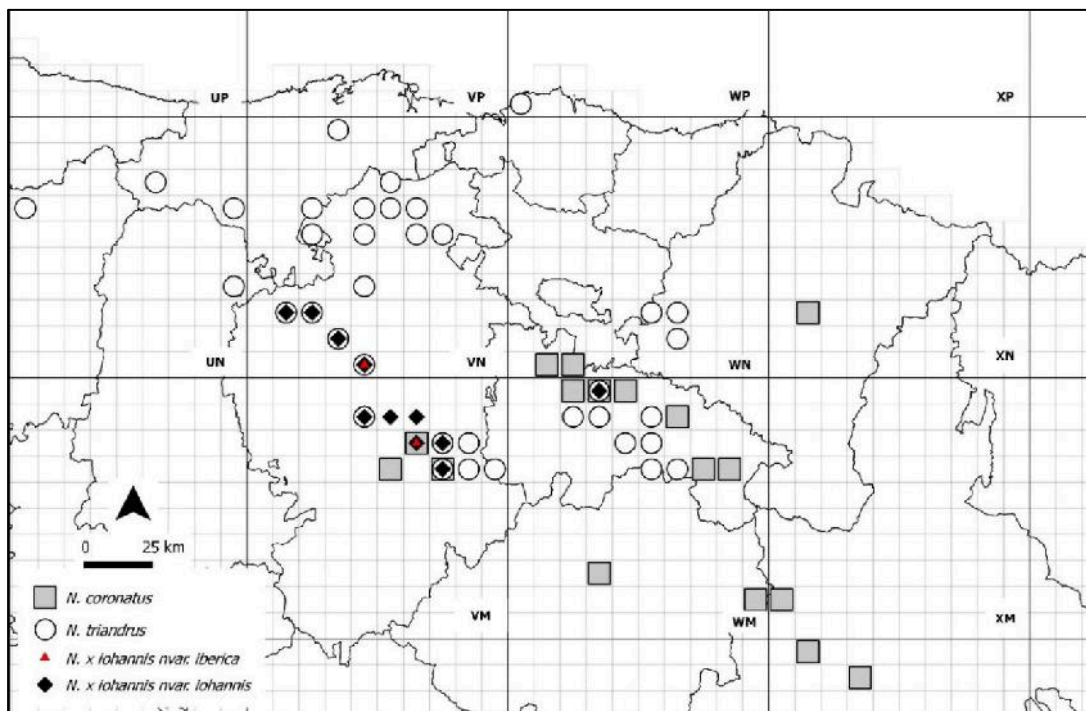 UP VP WP XP
UN VN WN XN
VM WM XM
0 25 km
N. coronatus
N. triandrus
N. x iohannis nvar. iberica
N. x iohannis nvar. iohannis